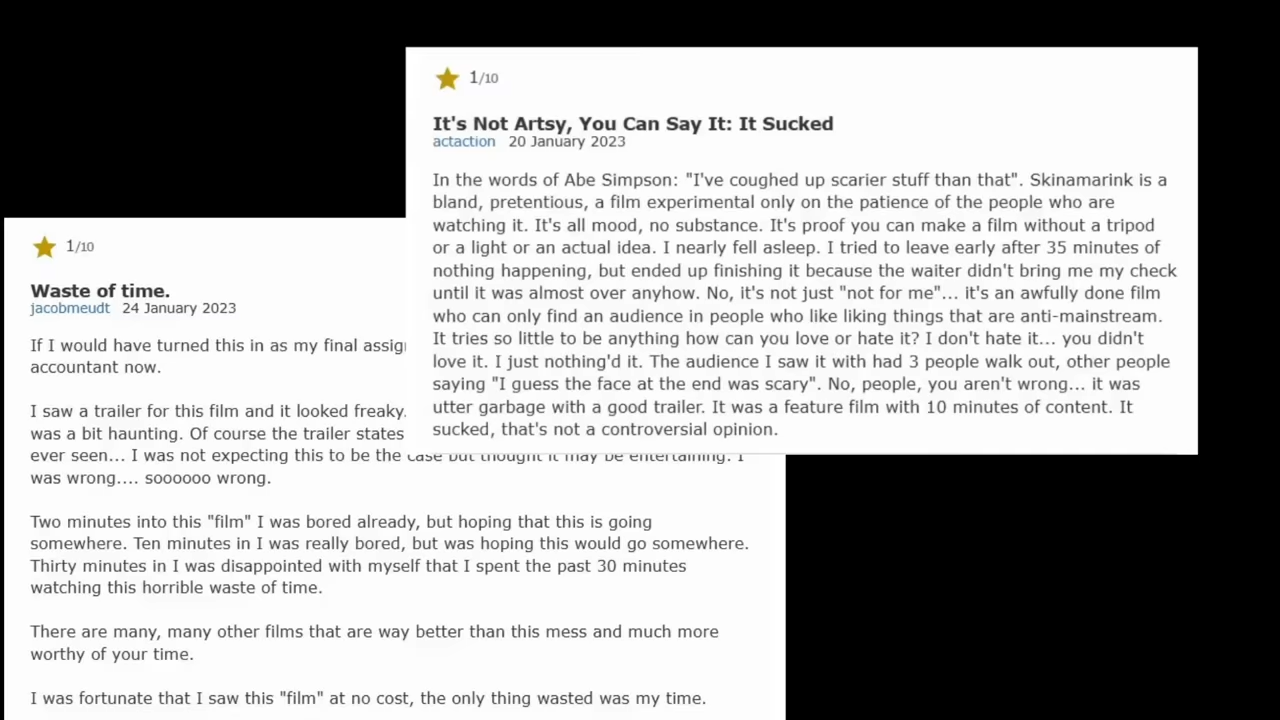 1/10
It's Not Artsy, You Can Say It: It Sucked
actaction 20 January 2023
In the words of Abe Simpson: "I've coughed up scarier stuff than that". Skinamarink is a
bland, pretentious, a film experimental only on the patience of the people who are
watching it. It's all mood, no substance. It's proof you can make a film without a tripod
or a light or an actual idea. I nearly fell asleep. I tried to leave early after 35 minutes of
nothing happening, but ended up finishing it because the waiter didn't bring me my check
until it was almost over anyhow. No, it's not just "not for me"... it's an awfully done film
who can only find an audience in people who like liking things that are anti-mainstream.
It tries so little to be anything how can you love or hate it? I don't hate it... you didn't
love it. I just nothing'd it. The audience I saw it with had 3 people walk out, other people
saying "I guess the face at the end was scary". No, people, you aren't wrong... it was
utter garbage with a good trailer. It was a feature film with 10 minutes of content. It
sucked, that's not a controversial opinion.
1/10
Waste of time.
jacobmeudt 24 January 2023
If I would have turned this in as my final
accountant now.
I saw a trailer for this film and it looked freaky.
was a bit haunting. Of course the trailer states
ever seen... I was not expecting this to be the case but thought it may be entertaining. I
was wrong.... soooooo wrong.
Two minutes into this "film" I was bored already, but hoping that this is going
somewhere. Ten minutes in I was really bored, but was hoping this would go somewhere.
Thirty minutes in I was disappointed with myself that I spent the past 30 minutes
watching this horrible waste of time.
There are many, many other films that are way better than this mess and much more
worthy of your time.
I was fortunate that I saw this "film" at no cost, the only thing wasted was my time.